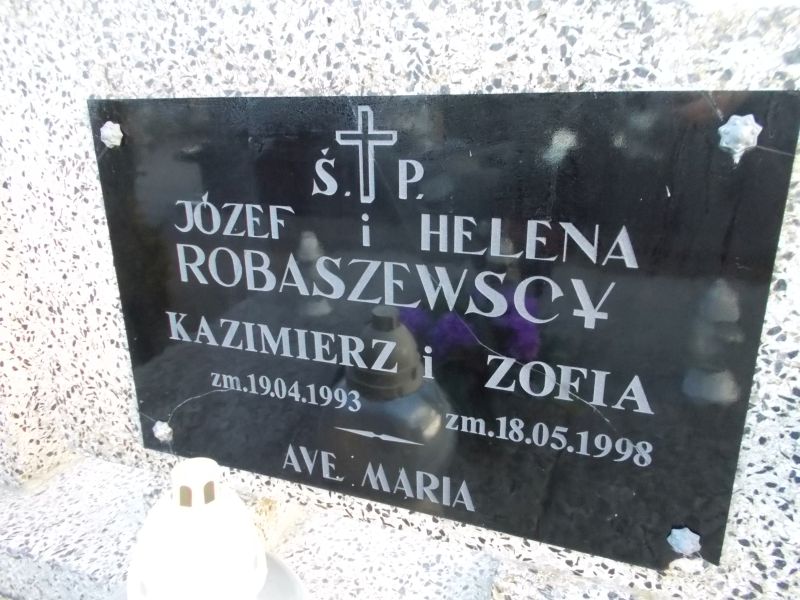 Ś. P.
JÓZEF i HELENA
ROBASZEWSCY
KAZIMIERZ i ZOFIA
zm.19.04.1993 zm.18.05.1998
AVE MARIA